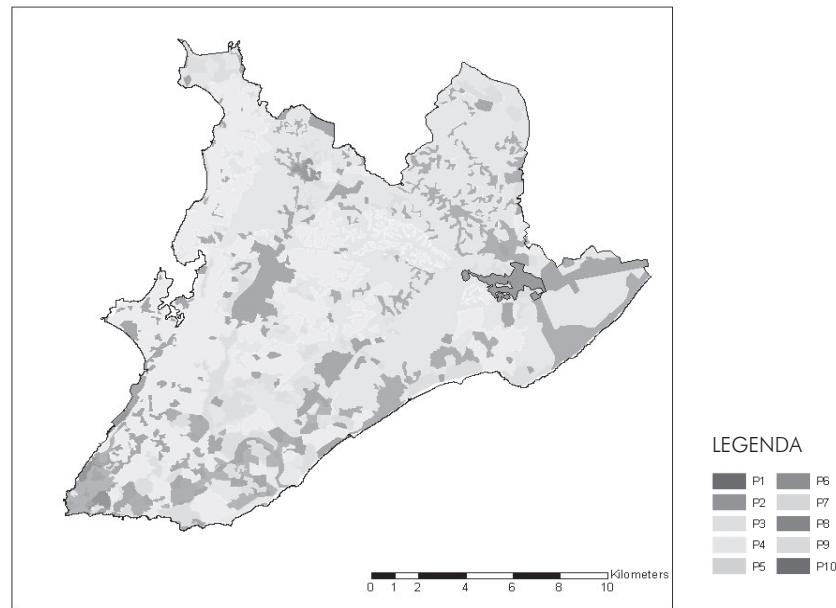 LEGENDA
P1 P6
P2 P7
P3 P8
P4 P9
P5 P10
Kilometers
0 1 2 4 6 8 10